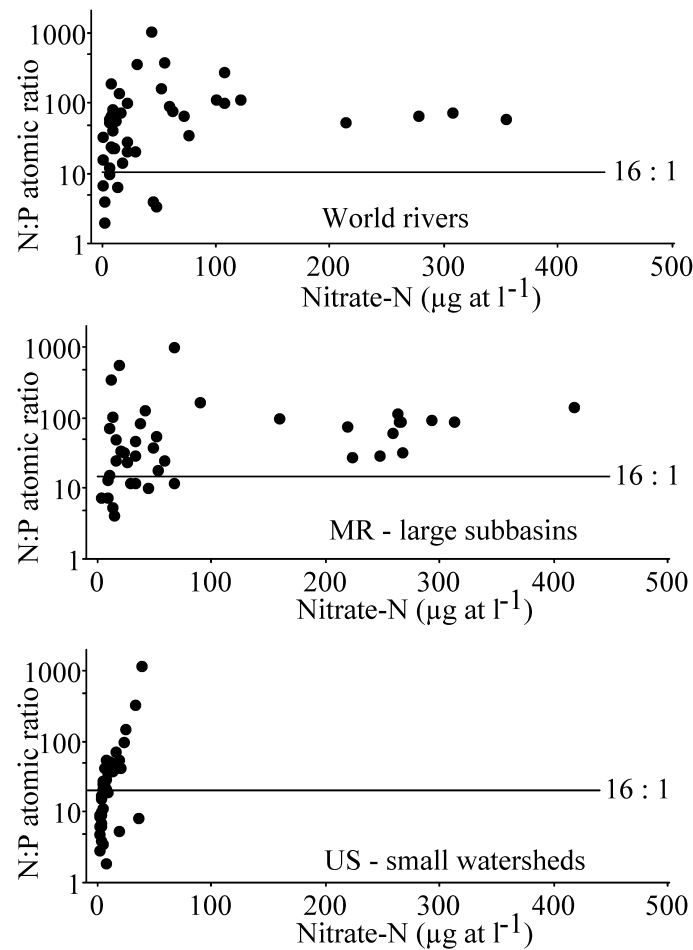 N:P atomic ratio
1000
100
10
1
16 : 1
World rivers
0 100 200 300 400 500
Nitrate-N (µg at l-1)
N:P atomic ratio
1000
100
10
1
16 : 1
MR - large subbasins
0 100 200 300 400 500
Nitrate-N (µg at l-1)
N:P atomic ratio
1000
100
10
1
16 : 1
US - small watersheds
0 100 200 300 400 500
Nitrate-N (µg at l-1)